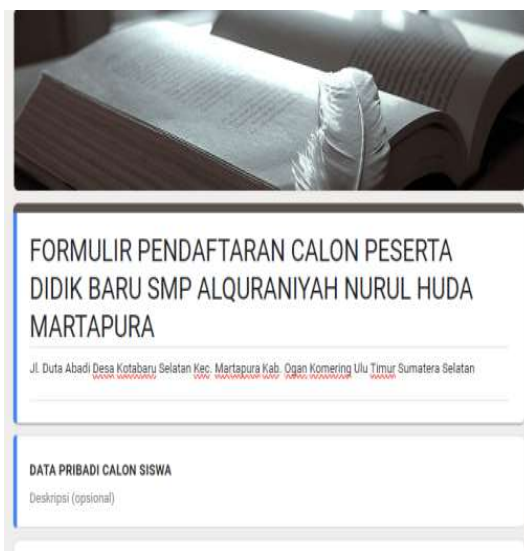 FORMULIR PENDAFTARAN CALON PESERTA
DIDIK BARU SMP ALQURANIYAH NURUL HUDA
MARTAPURA
Jl. Duta Abadi Desa Kotabaru Selatan Kec. Martapura Kab. Ogan Komering Ulu Timur Sumatera Selatan
DATA PRIBADI CALON SISWA
Deskripsi (opsional)